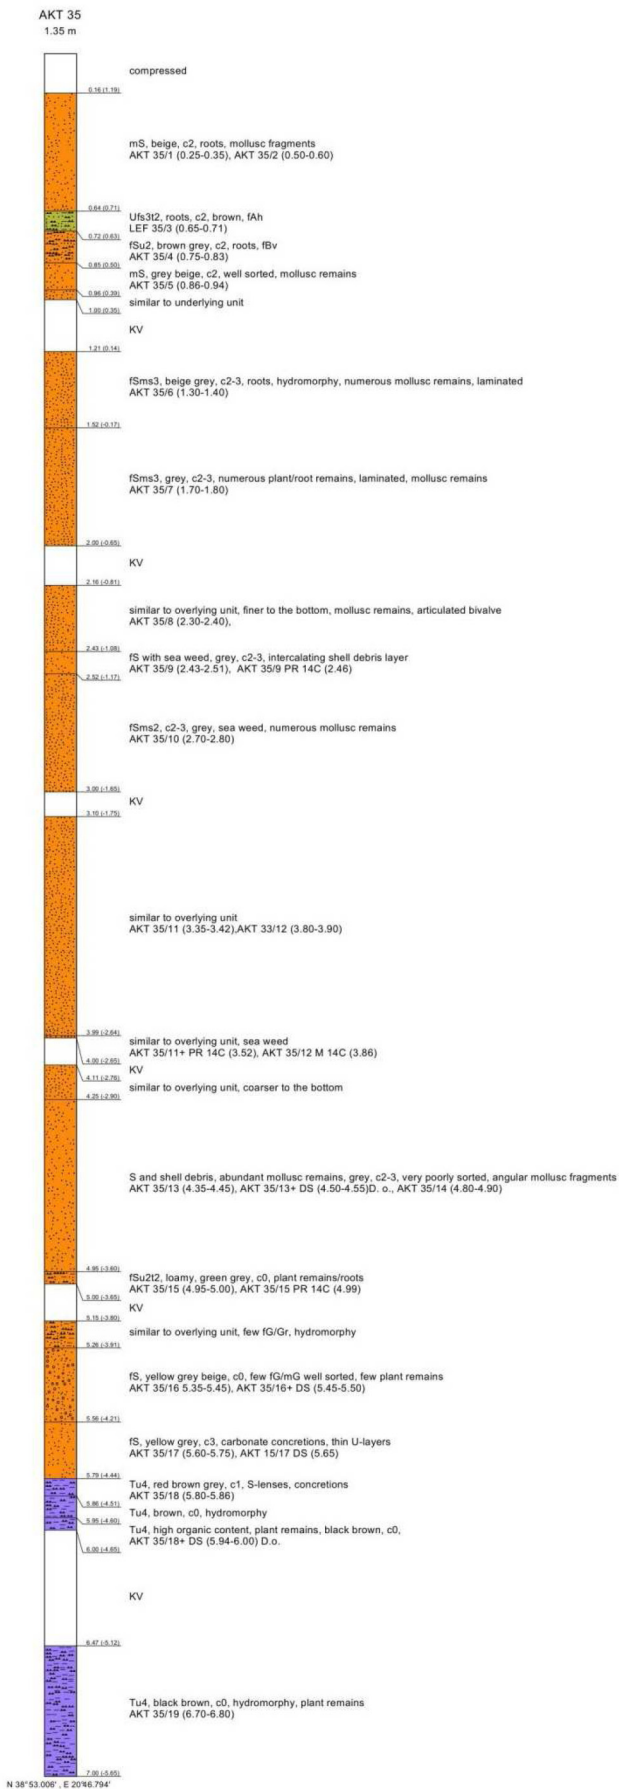 AKT 35
1.35 m
compressed
0.16 (1.19)
mS, beige, c2, roots, mollusc fragments
AKT 35/1 (0.25-0.35), AKT 35/2 (0.50-0.60)
0.64 (0.71)
Ufs3t2, roots, c2, brown, fAh
LEF 35/3 (0.65-0.71)
0.72 (0.63)
fSu2, brown grey, c2, roots, fBv
AKT 35/4 (0.75-0.83)
0.85 (0.50)
mS, grey beige, c2, well sorted, mollusc remains
AKT 35/5 (0.86-0.94)
0.96 (0.39)
similar to underlying unit
1.00 (0.35)
KV
1.21 (0.14)
fSms3, beige grey, c2-3, roots, hydromorphy, numerous mollusc remains, laminated
AKT 35/6 (1.30-1.40)
1.52 (-0.17)
fSms3, grey, c2-3, numerous plant/root remains, laminated, mollusc remains
AKT 35/7 (1.70-1.80)
2.00 (-0.65)
KV
2.16 (-0.81)
similar to overlying unit, finer to the bottom, mollusc remains, articulated bivalve
AKT 35/8 (2.30-2.40),
2.43 (-1.08)
fS with sea weed, grey, c2-3, intercalating shell debris layer
AKT 35/9 (2.43-2.51), AKT 35/9 PR 14C (2.46)
2.52 (-1.17)
fSms2, c2-3, grey, sea weed, numerous mollusc remains
AKT 35/10 (2.70-2.80)
3.00 (-1.65)
KV
3.10 (-1.75)
similar to overlying unit
AKT 35/11 (3.35-3.42),AKT 33/12 (3.80-3.90)
3.99 (-2.64)
similar to overlying unit, sea weed
AKT 35/11+ PR 14C (3.52), AKT 35/12 M 14C (3.86)
4.00 (-2.65)
KV
4.11 (-2.76)
similar to overlying unit, coarser to the bottom
4.25 (-2.90)
S and shell debris, abundant mollusc remains, grey, c2-3, very poorly sorted, angular mollusc fragments
AKT 35/13 (4.35-4.45), AKT 35/13+ DS (4.50-4.55)D. o., AKT 35/14 (4.80-4.90)
4.95 (-3.60)
fSu2t2, loamy, green grey, c0, plant remains/roots
AKT 35/15 (4.95-5.00), AKT 35/15 PR 14C (4.99)
5.00 (-3.65)
KV
5.15 (-3.80)
similar to overlying unit, few fG/Gr, hydromorphy
5.26 (-3.91)
fS, yellow grey beige, c0, few fG/mG well sorted, few plant remains
AKT 35/16 5.35-5.45), AKT 35/16+ DS (5.45-5.50)
5.56 (-4.21)
fS, yellow grey, c3, carbonate concretions, thin U-layers
AKT 35/17 (5.60-5.75), AKT 15/17 DS (5.65)
5.79 (-4.44)
Tu4, red brown grey, c1, S-lenses, concretions
AKT 35/18 (5.80-5.86)
5.86 (-4.51)
Tu4, brown, c0, hydromorphy
5.95 (-4.60)
Tu4, high organic content, plant remains, black brown, c0,
AKT 35/18+ DS (5.94-6.00) D.o.
6.00 (-4.65)
KV
6.47 (-5.12)
Tu4, black brown, c0, hydromorphy, plant remains
AKT 35/19 (6.70-6.80)
7.00 (-5.65)
N 38°53.006' , E 20°46.794'